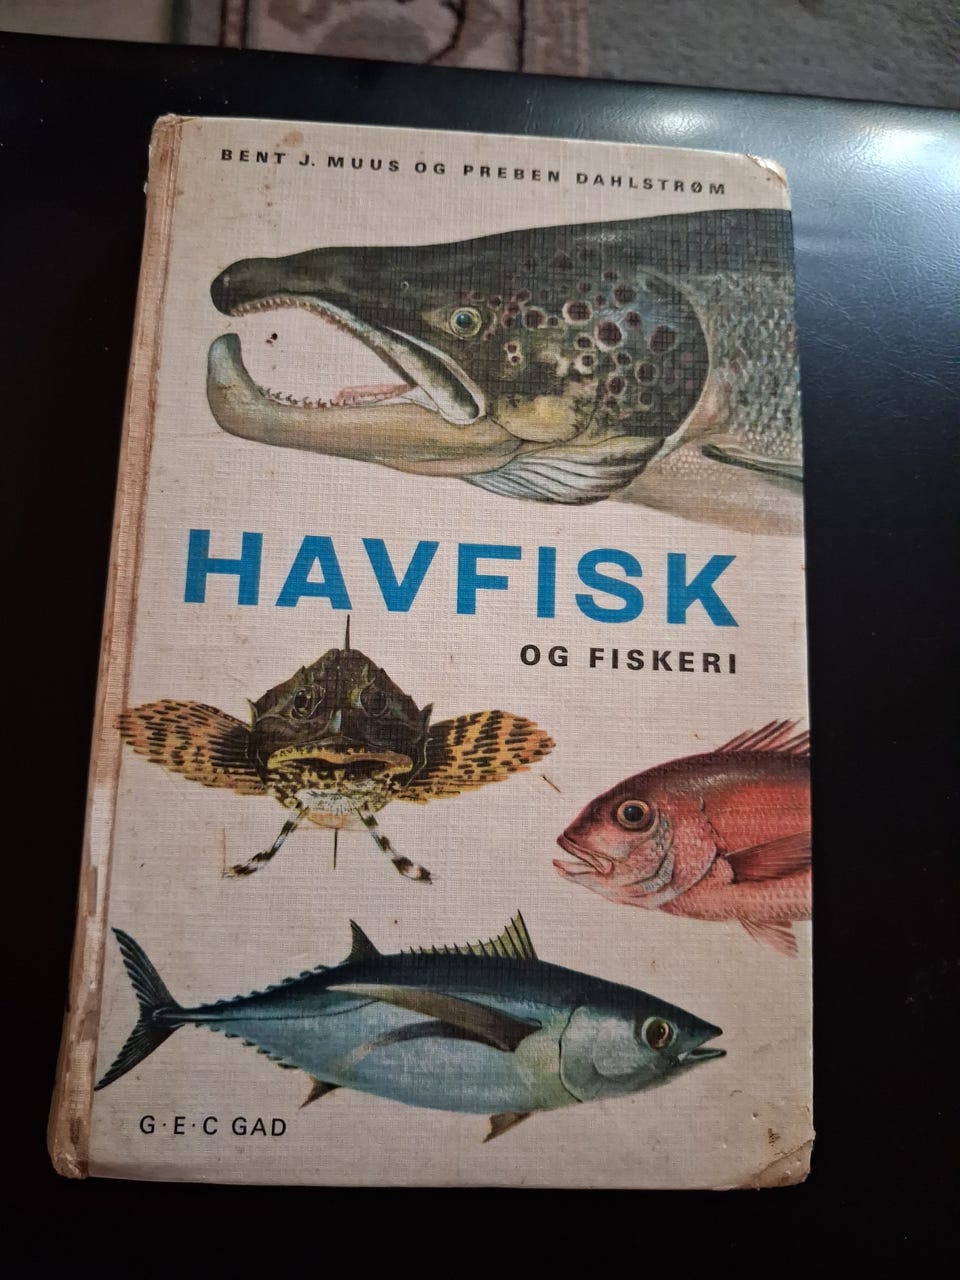 BENT J. MUUS OG PREBEN DAHLSTRØM
HAVFISK
OG FISKERI
G·E·C GAD